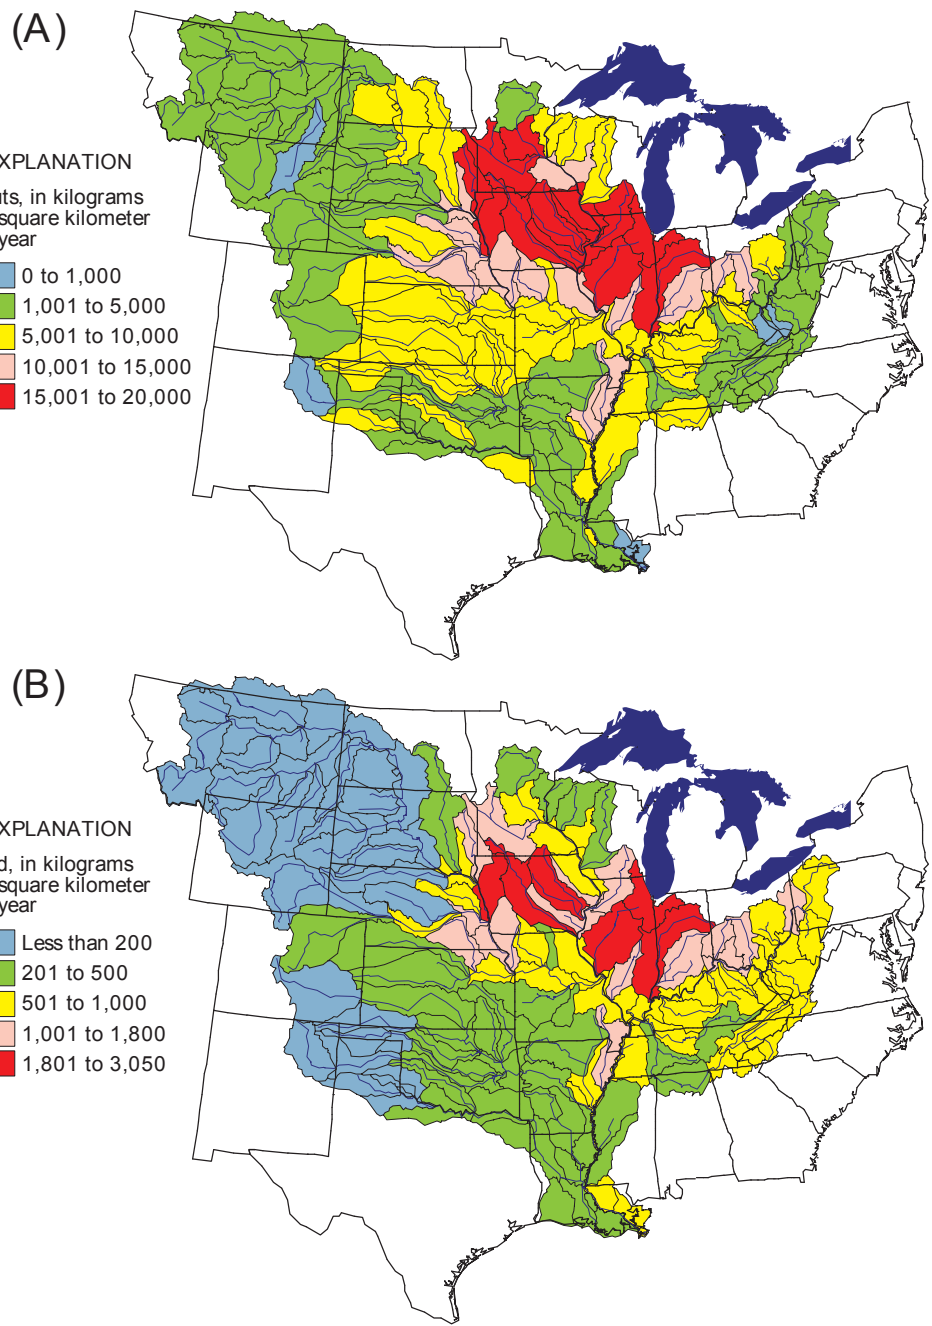 (A)
XPLANATION
uts, in kilograms
square kilometer
year
0 to 1,000
1,001 to 5,000
5,001 to 10,000
10,001 to 15,000
15,001 to 20,000
(B)
XPLANATION
d, in kilograms
square kilometer
year
Less than 200
201 to 500
501 to 1,000
1,001 to 1,800
1,801 to 3,050